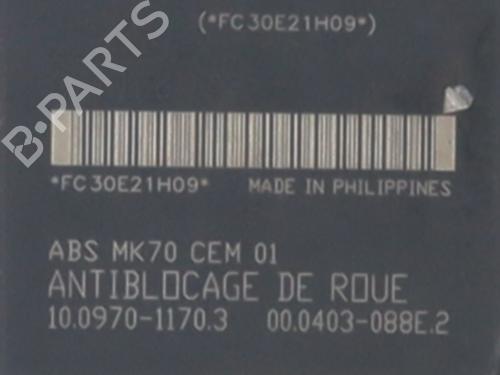 (*FC30E21H09*)
B-PARTS
*FC30E21H09* MADE IN PHILIPPINES
ABS MK70 CEM 01
ANTIBLOCAGE DE ROUE
10.0970-1170.3 00.0403-088E.2